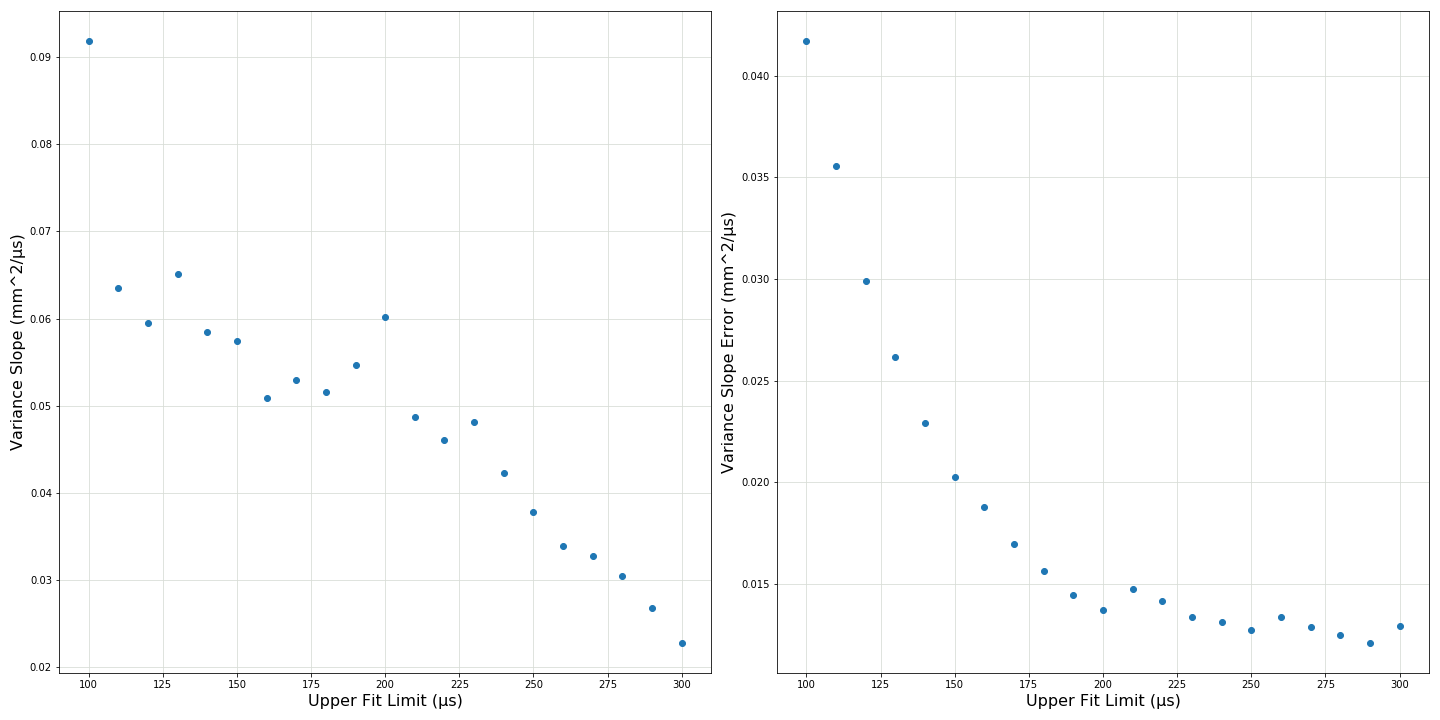 0.09
0.08
0.07
0.06
0.05
0.04
0.03
0.02
Variance Slope (mm^2/μs)
100 125 150 175 200 225 250 275 300
Upper Fit Limit (μs)
0.040
0.035
0.030
0.025
0.020
0.015
Variance Slope Error (mm^2/μs)
100 125 150 175 200 225 250 275 300
Upper Fit Limit (μs)